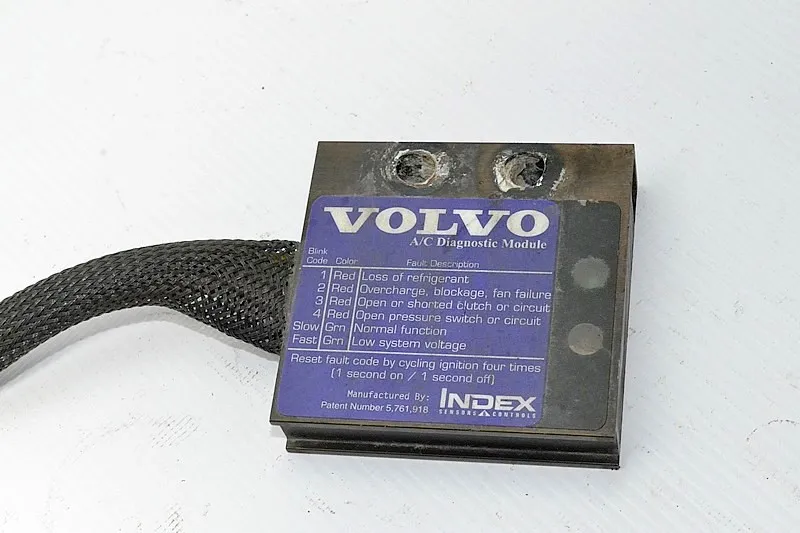 VOLVO
A/C Diagnostic Module
Blink
Code Color Fault Description
1 Red Loss of refrigerant
2 Red Overcharge, blockage, fan failure
3 Red Open or shorted clutch or circuit
4 Red Open pressure switch or circuit
Slow Grn Normal function
Fast Grn Low system voltage
Reset fault code by cycling ignition four times
(1 second on / 1 second off)
Manufactured By: INDEX
SENSORS & CONTROLS
Patent Number 5,761,918